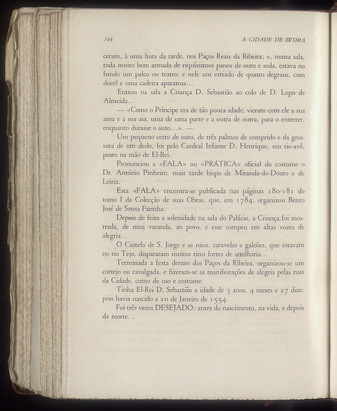 244
A CIDADE DE ÉVORA
ceram, à uma hora da tarde, nos Paços Reais da Ribeira; e, numa sala,
toda muito bem armada de riquíssimos panos de ouro e seda, estava no
fundo um palco ou teatro, e nele um estrado de quatro degraus, com
docel e uma cadeira aparatosa...
Entrou na sala a Criança D. Sebastião ao colo de D. Lopo de
Almeida...
— «Como o Príncipe era de tão pouca idade, vieram com ele a sua
ama e a sua aia, uma de uma parte e a outra de outra, para o entreter,
enquanto durasse o auto...». —
Um pequeno cetro de ouro, de três palmos de comprido e da gros-
sura de um dedo, foi pelo Cardeal Infante D. Henrique, seu tio-avô,
posto na mão de El-Rei.
Pronunciou a «FALA» ou «PRÁTICA» oficial do costume o
Dr. António Pinheiro, mais tarde bispo de Miranda-do-Douro e de
Leiria.
Esta «FALA» encontra-se publicada nas páginas 180-181 do
tomo I da Colecção de suas Obras, que, em 1784, organizou Bento
José de Sousa Farinha.
Depois de feita a solenidade na sala do Palácio, a Criança foi mos-
trada, de uma varanda, ao povo, e este rompeu em altas vozes de
alegria...
O Castelo de S. Jorge e as naus, caravelas e galeões, que estavam
no rio Tejo, dispararam muitos tiros de artelharia...
Terminada a festa dentro dos Paços da Ribeira, organizou-se um
cortejo ou cavalgada, e fizeram-se as manifestações de alegria pelas ruas
da Cidade, como de uso e costume.
Tinha El-Rei D. Sebastião a idade de 3 anos, 4 meses e 27 dias:
pois havia nascido a 20 de Janeiro de 1554.
Foi três vezes DESEJADO: antes do nascimento, na vida, e depois
da morte...